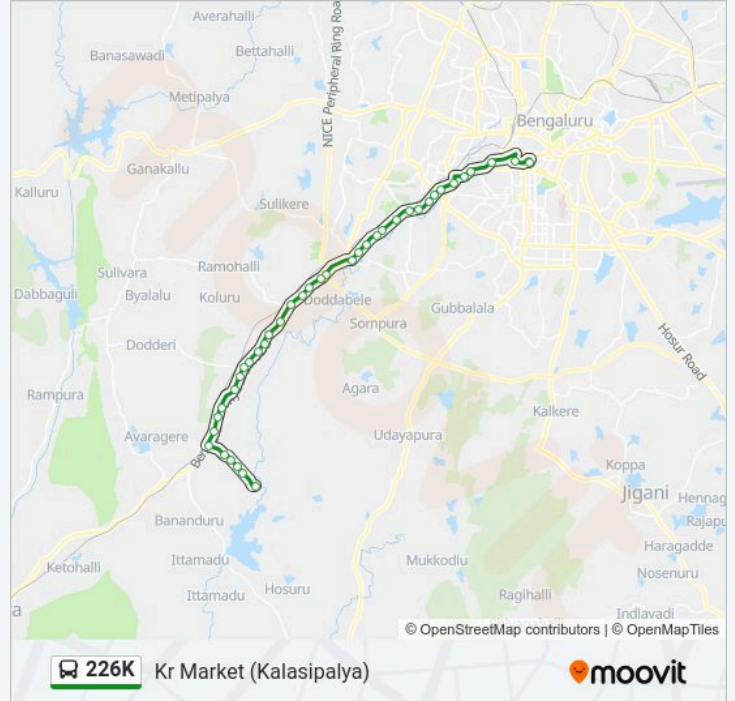 Averahalli
Banasawadi
Bettahalli
NICE Peripheral Ring Roa
Metipalya
Bengaluru
Ganakallu
Kalluru
Sulikere
Sulivara
Ramohalli
Dabbaguli
Byalalu
Koluru
Doddabele
Gubbalala
Sompura
Dodderi
Hosur Road
Rampura
Agara
Kalkere
Avaragere
Udayapura
Ber
Koppa
Jigani
Hennag
Bananduru
Rajapu
Haragadde
Ketohalli
Ittamadu
Mukkodlu
Nosenuru
Ittamadu
Hosuru
Ragihalli
a
Indlavadi
© OpenStreetMap contributors | © OpenMapTiles
226K Kr Market (Kalasipalya)
moovit